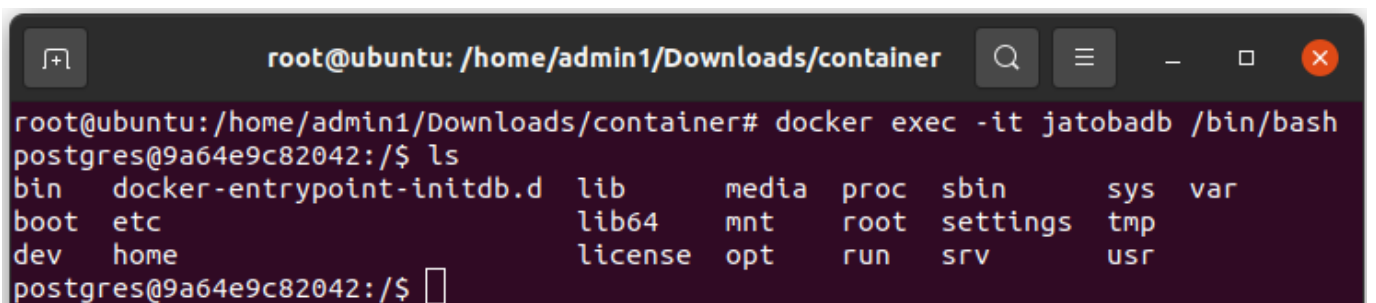 root@ubuntu: /home/admin1/Downloads/container
root@ubuntu:/home/admin1/Downloads/container# docker exec -it jatobadb /bin/bash
postgres@9a64e9c82042:/$ ls
bin   docker-entrypoint-initdb.d  lib      media  proc  sbin      sys  var
boot  etc                         lib64    mnt    root  settings  tmp
dev   home                        license  opt    run   srv       usr
postgres@9a64e9c82042:/$